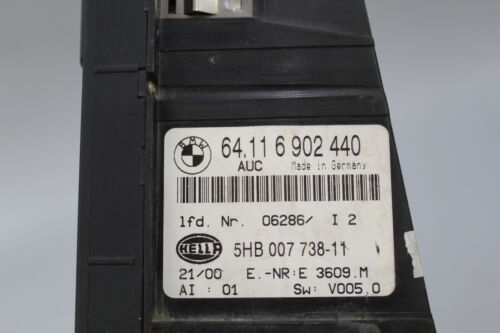 BMW
64.11 6 902 440
AUC Made in Germany
lfd. Nr. 06286/ I 2
HELLA 5HB 007 738-11
21/00 E.-NR:E 3609.M
AI : 01 Sw: V005,0